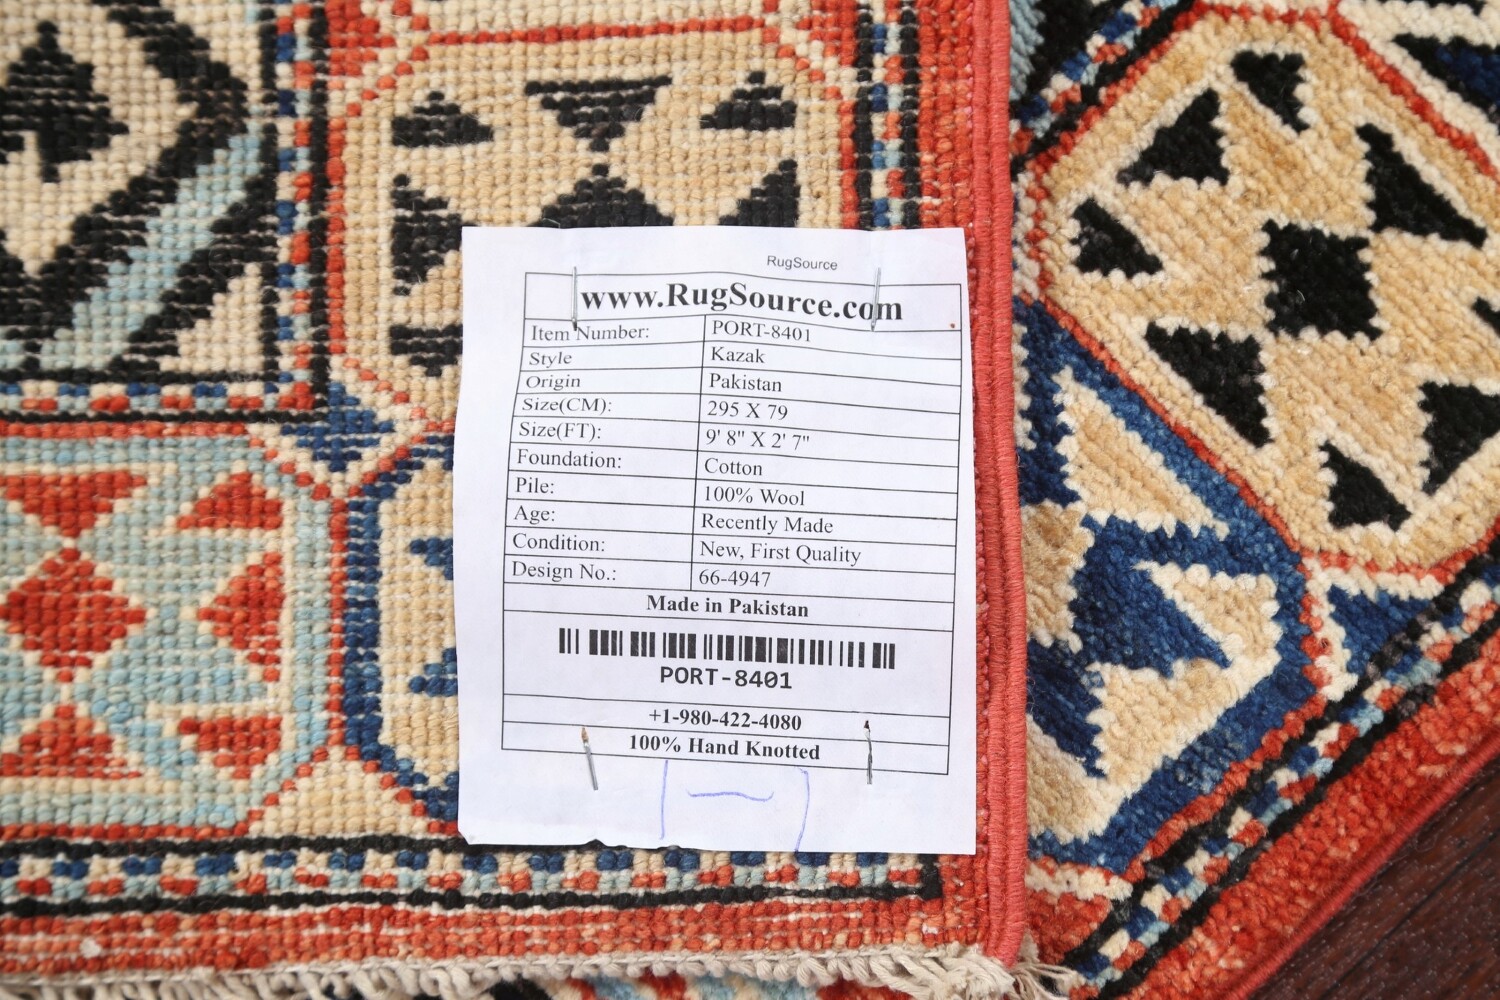 RugSource
www.RugSource.com
Item Number: PORT-8401
Style Kazak
Origin Pakistan
Size(CM): 295 X 79
Size(FT): 9' 8" X 2' 7"
Foundation: Cotton
Pile: 100% Wool
Age: Recently Made
Condition: New, First Quality
Design No.: 66-4947
Made in Pakistan
PORT-8401
+1-980-422-4080
100% Hand Knotted